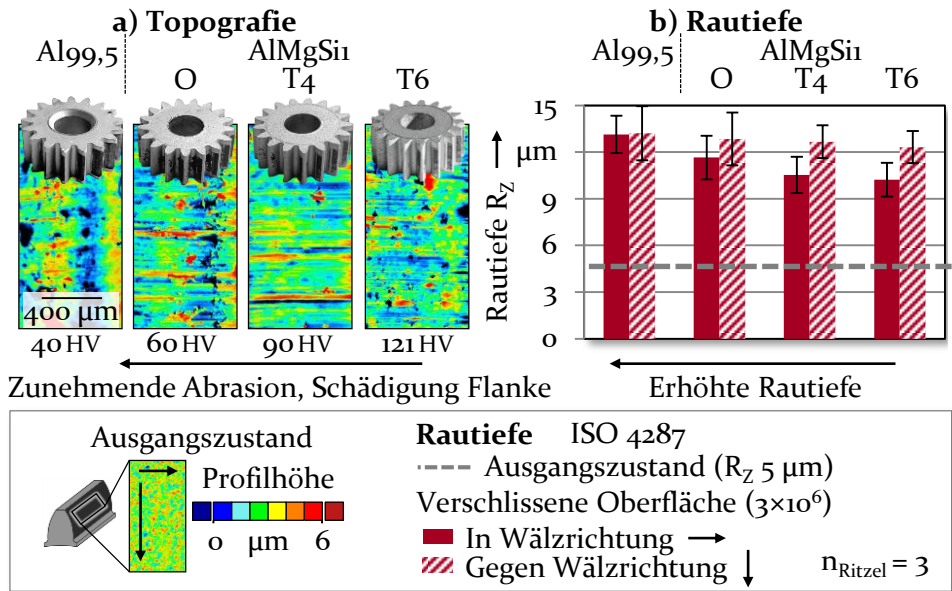 a) Topografie
Al99,5
AlMgSi1
O
T4
T6
400 µm
40 HV
60 HV
90 HV
121 HV
Zunehmende Abrasion, Schädigung Flanke
b) Rautiefe
Al99,5
AlMgSi1
O
T4
T6
Rautiefe RZ
15
µm
9
6
3
0
Erhöhte Rautiefe
Ausgangszustand
Profilhöhe
0 µm 6
Rautiefe ISO 4287
Ausgangszustand (RZ 5 µm)
Verschlissene Oberfläche (3×10⁶)
In Wälzrichtung
Gegen Wälzrichtung
nRitzel = 3